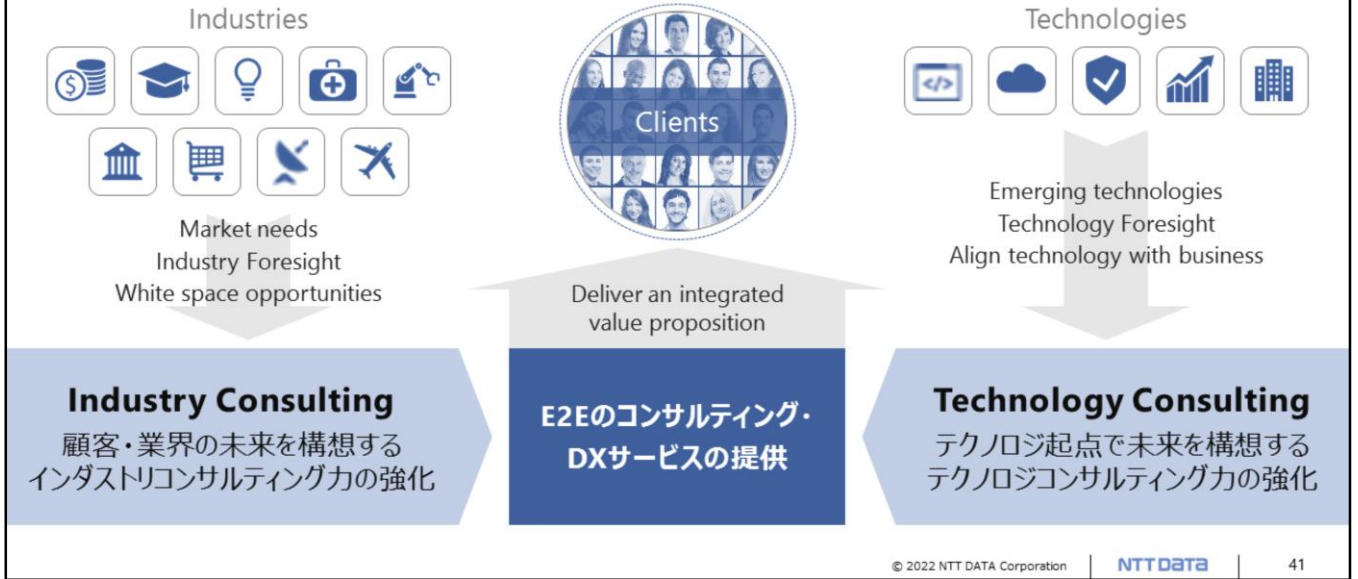 Industries
Market needs
Industry Foresight
White space opportunities
Industry Consulting
顧客・業界の未来を構想する
インダストリコンサルティング力の強化
Clients
Deliver an integrated
value proposition
E2Eのコンサルティング・
DXサービスの提供
Technologies
</>
Emerging technologies
Technology Foresight
Align technology with business
Technology Consulting
テクノロジ起点で未来を構想する
テクノロジコンサルティング力の強化
© 2022 NTT DATA Corporation
NTT DATA
41